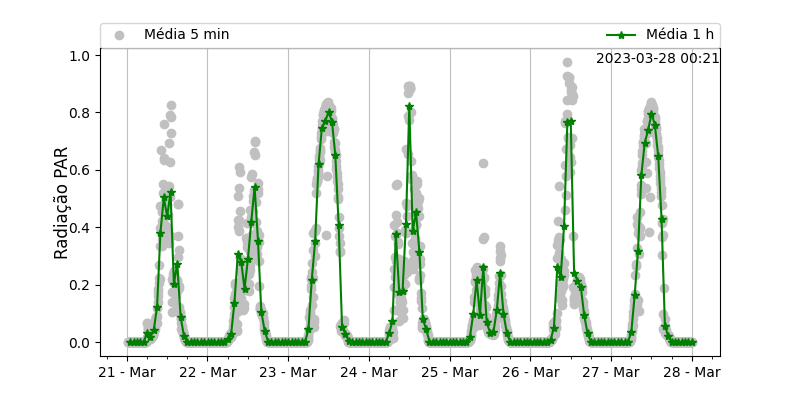 Média 5 min
Média 1 h
2023-03-28 00:21
Radiação PAR
1.0
0.8
0.6
0.4
0.2
0.0
21 - Mar
22 - Mar
23 - Mar
24 - Mar
25 - Mar
26 - Mar
27 - Mar
28 - Mar